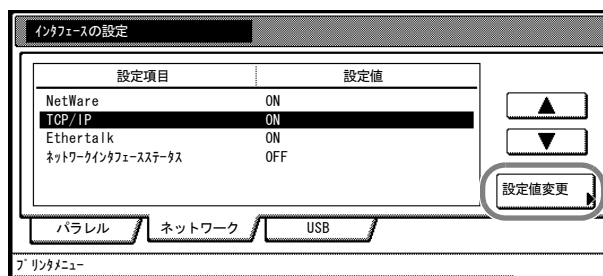 インタフェースの設定
設定項目 設定値
NetWare ON
TCP/IP ON
Ethertalk ON
ネットワークインタフェースステータス OFF
設定値変更
パラレル ネットワーク USB
プリンタメニュー